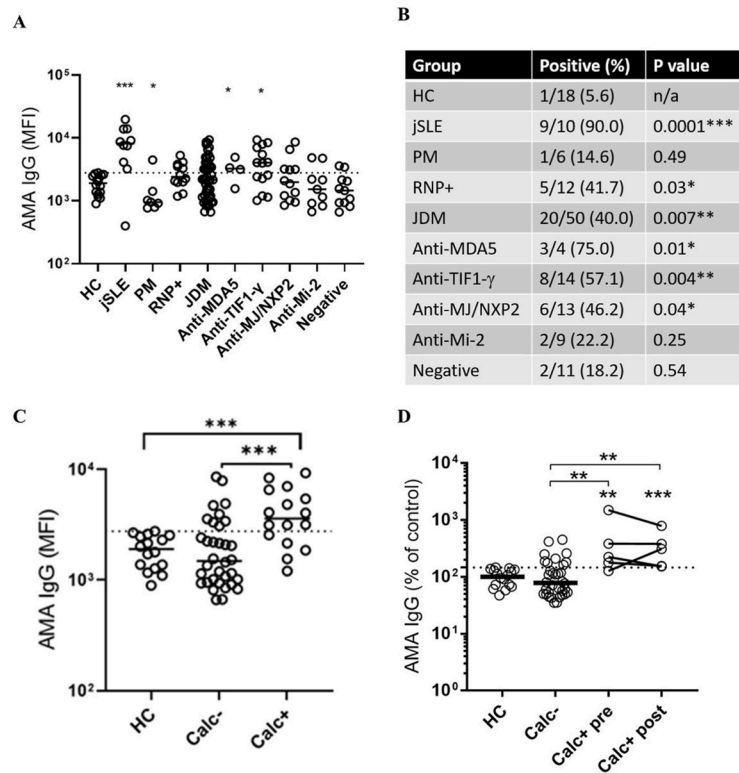 A
AMA IgG (MFI)
10^5
10^4
10^3
10^2
*** * * *
HC jSLE PM RNP+ JDM Anti-MDA5 Anti-TIF1-γ Anti-MJ/NXP2 Anti-Mi-2 Negative
B
Group Positive (%) P value
HC 1/18 (5.6) n/a
jSLE 9/10 (90.0) 0.0001***
PM 1/6 (14.6) 0.49
RNP+ 5/12 (41.7) 0.03*
JDM 20/50 (40.0) 0.007**
Anti-MDA5 3/4 (75.0) 0.01*
Anti-TIF1-γ 8/14 (57.1) 0.004**
Anti-MJ/NXP2 6/13 (46.2) 0.04*
Anti-Mi-2 2/9 (22.2) 0.25
Negative 2/11 (18.2) 0.54
C
AMA IgG (MFI)
10^4
10^3
10^2
***
***
HC Calc- Calc+
D
AMA IgG (% of control)
10^4
10^3
10^2
10^1
10^0
**
**
** ***
HC Calc- Calc+ pre Calc+ post